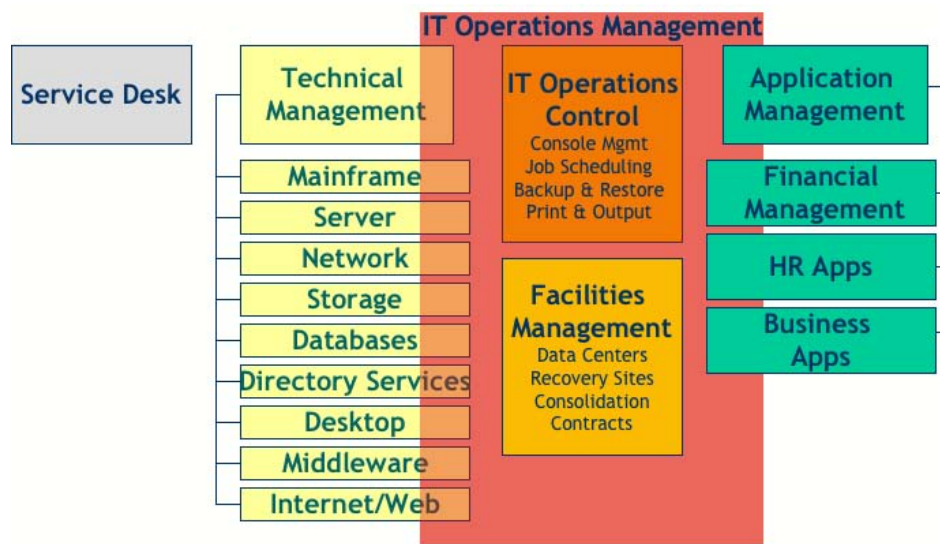 IT Operations Management
Service Desk
Technical
Management
Mainframe
Server
Network
Storage
Databases
Directory Services
Desktop
Middleware
Internet/Web
IT Operations
Control
Console Mgmt
Job Scheduling
Backup & Restore
Print & Output
Facilities
Management
Data Centers
Recovery Sites
Consolidation
Contracts
Application
Management
Financial
Management
HR Apps
Business
Apps